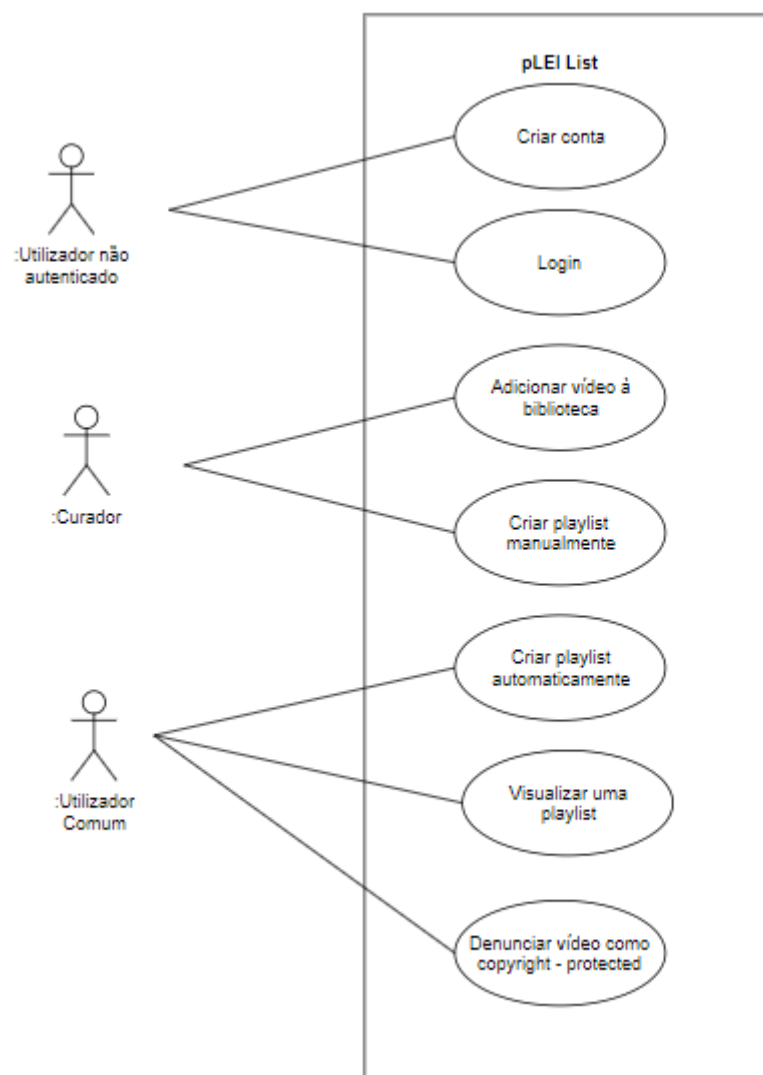 pLEI List
Criar conta
:Utilizador não
autenticado
Login
Adicionar vídeo à
biblioteca
:Curador
Criar playlist
manualmente
Criar playlist
automaticamente
:Utilizador
Comum
Visualizar uma
playlist
Denunciar vídeo como
copyright - protected